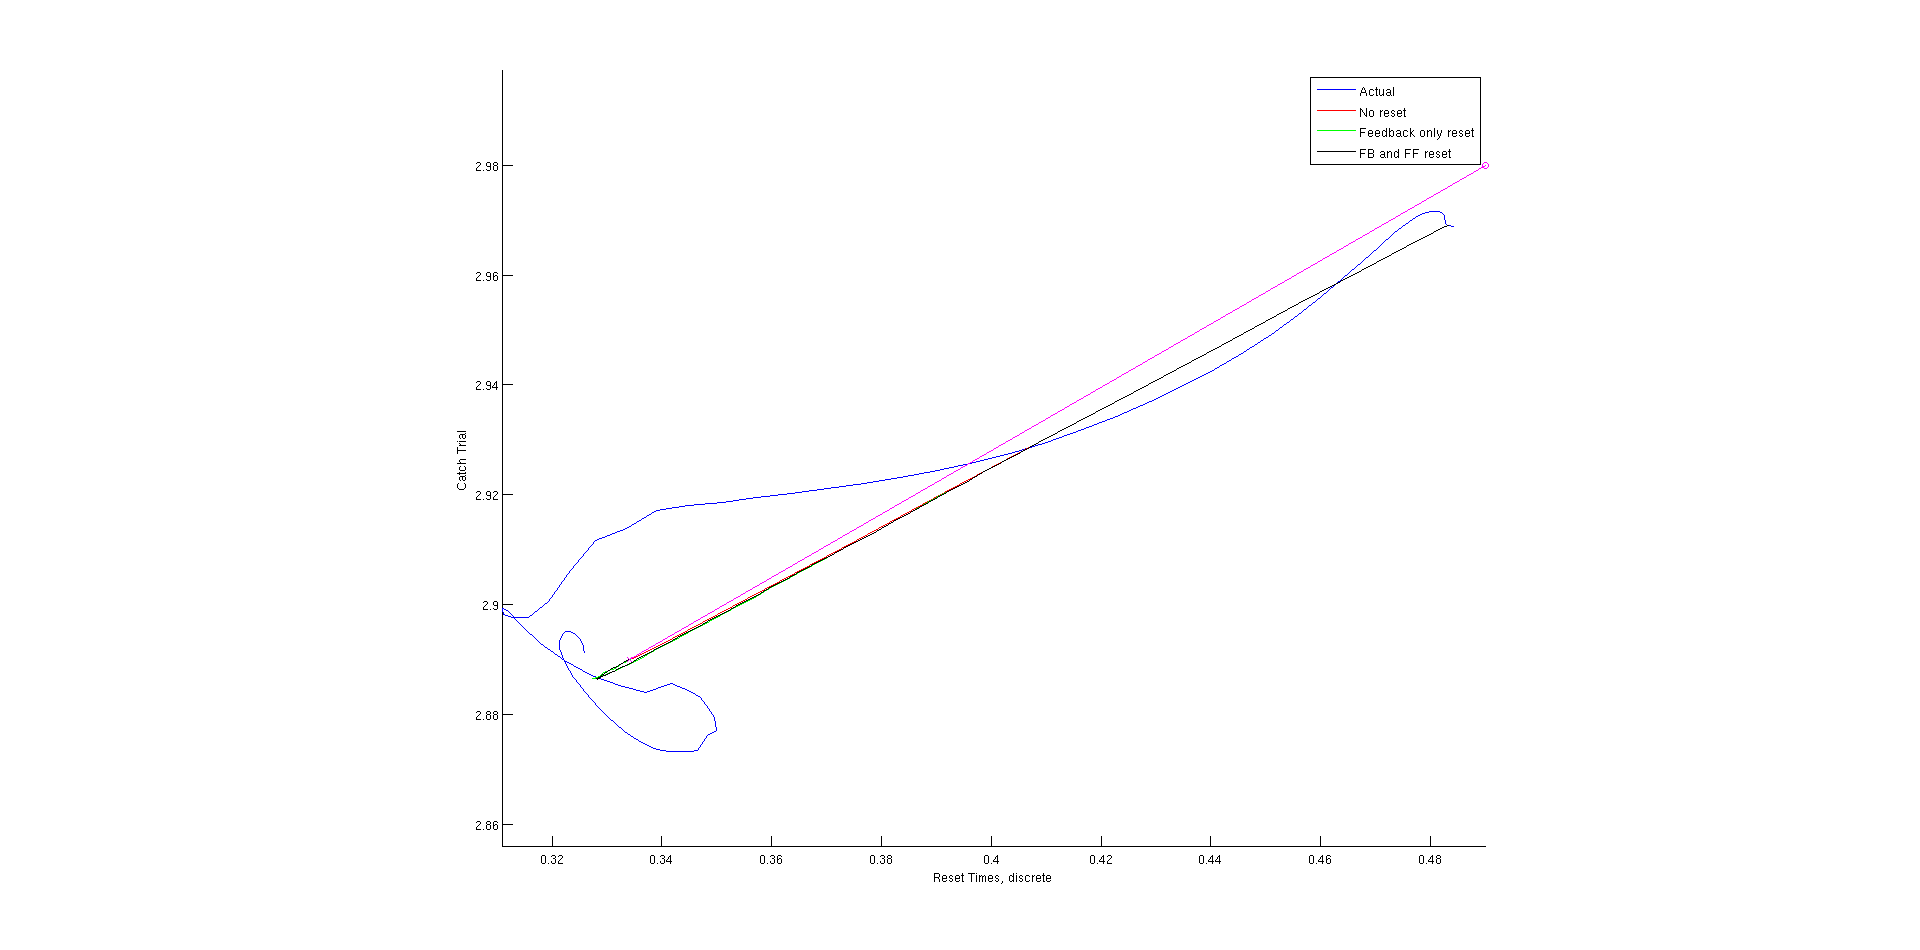 Actual
No reset
Feedback only reset
FB and FF reset
2.98
2.96
2.94
2.92
2.9
2.88
2.86
Catch Trial
0.32 0.34 0.36 0.38 0.4 0.42 0.44 0.46 0.48
Reset Times, discrete